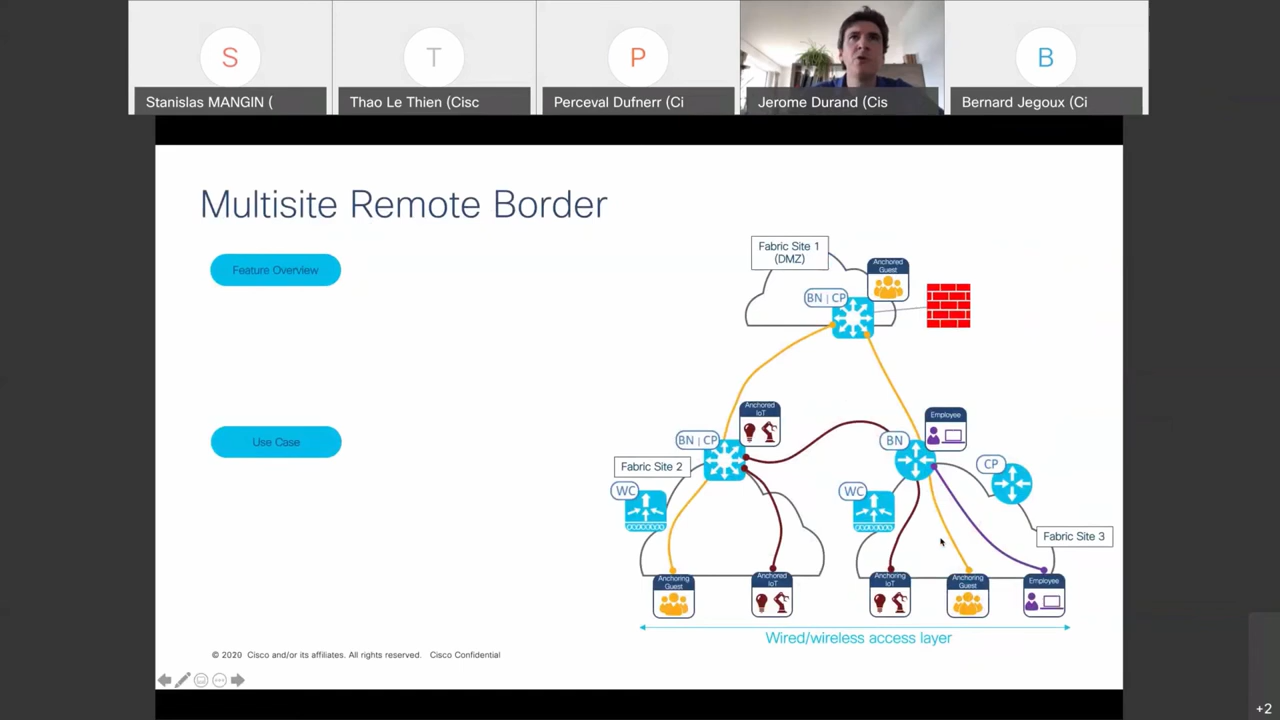 S
T
P
B
Stanislas MANGIN (
Thao Le Thien (Cisc
Perceval Dufnerr (Ci
Jerome Durand (Cis
Bernard Jegoux (Ci
Multisite Remote Border
Feature Overview
Use Case
Fabric Site 1
(DMZ)
Anchored
Guest
BN | CP
Anchored
IoT
BN | CP
Fabric Site 2
WC
Employee
BN
CP
WC
Fabric Site 3
Anchoring
Guest
Anchored
IoT
Anchoring
IoT
Anchoring
Guest
Employee
Wired/wireless access layer
© 2020 Cisco and/or its affiliates. All rights reserved. Cisco Confidential
+2